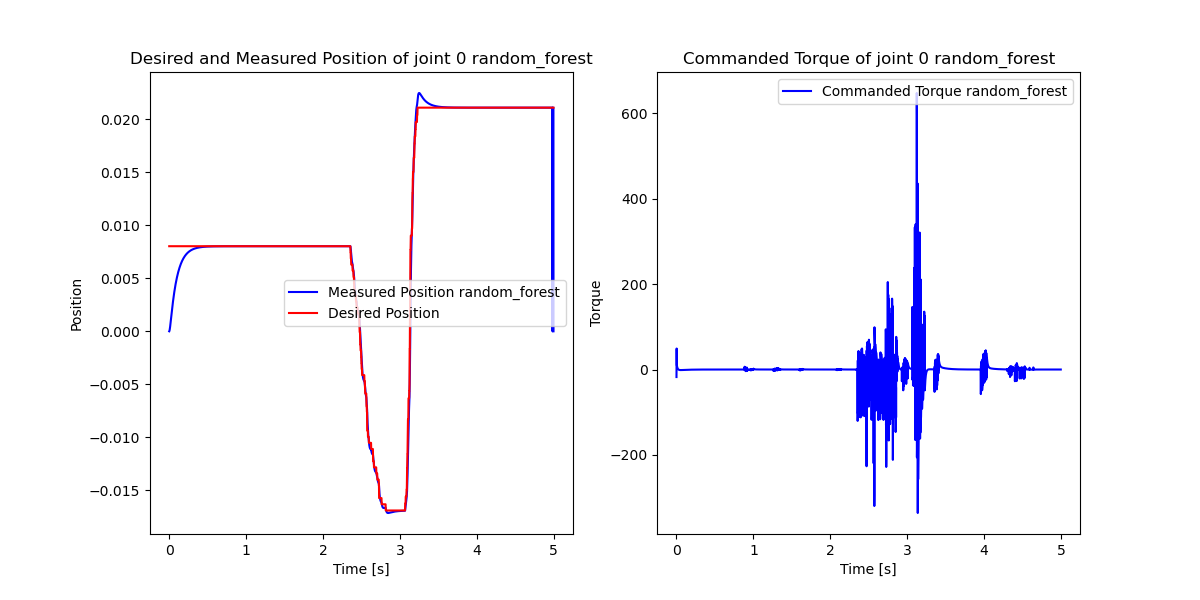 Desired and Measured Position of joint 0 random_forest
Position
0.020
0.015
0.010
0.005
0.000
−0.005
−0.010
−0.015
Measured Position random_forest
Desired Position
0 1 2 3 4 5
Time [s]
Commanded Torque of joint 0 random_forest
Torque
600
400
200
0
−200
Commanded Torque random_forest
0 1 2 3 4 5
Time [s]